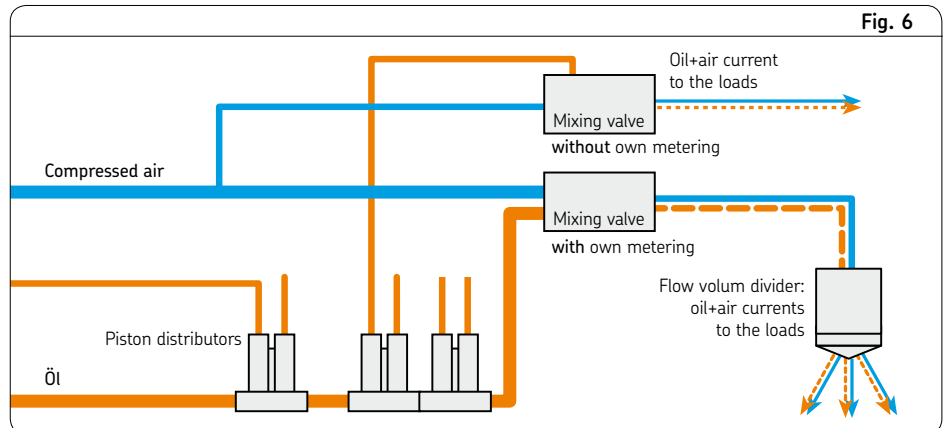 Fig. 6
Oil+air current
to the loads
Mixing valve
without own metering
Compressed air
Mixing valve
with own metering
Flow volum divider:
oil+air currents
to the loads
Piston distributors
Öl